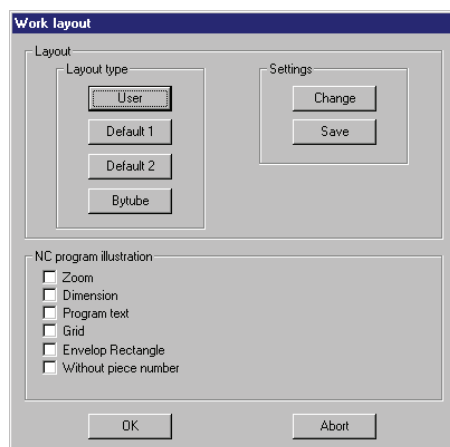 Work layout
Layout
Layout type
Settings
User
Change
Default 1
Save
Default 2
Bytube
NC program illustration
Zoom
Dimension
Program text
Grid
Envelop Rectangle
Without piece number
OK
Abort